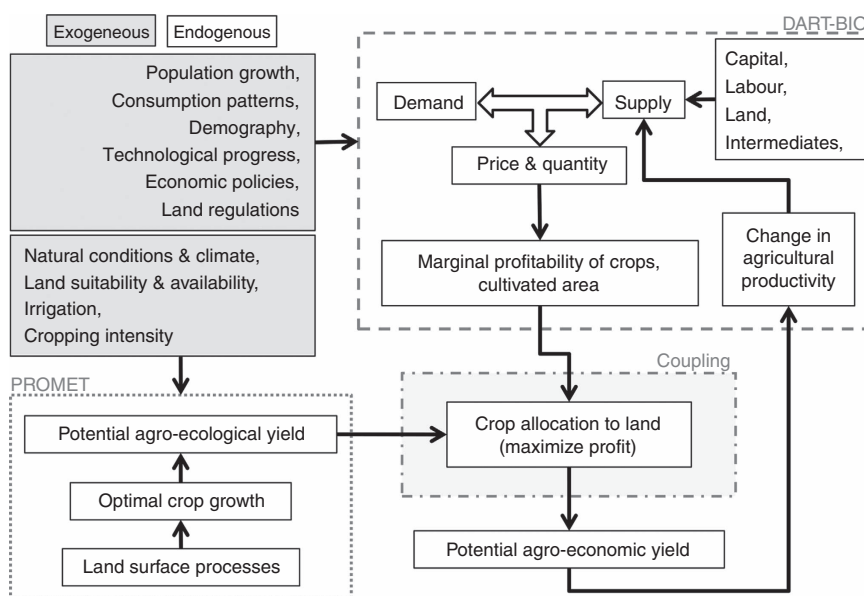 Exogeneous
Endogenous
Population growth,
Consumption patterns,
Demography,
Technological progress,
Economic policies,
Land regulations
Natural conditions & climate,
Land suitability & availability,
Irrigation,
Cropping intensity
DART-BIO
Demand
Supply
Capital,
Labour,
Land,
Intermediates,
Price & quantity
Marginal profitability of crops,
cultivated area
Change in
agricultural
productivity
PROMET
Potential agro-ecological yield
Optimal crop growth
Land surface processes
Coupling
Crop allocation to land
(maximize profit)
Potential agro-economic yield